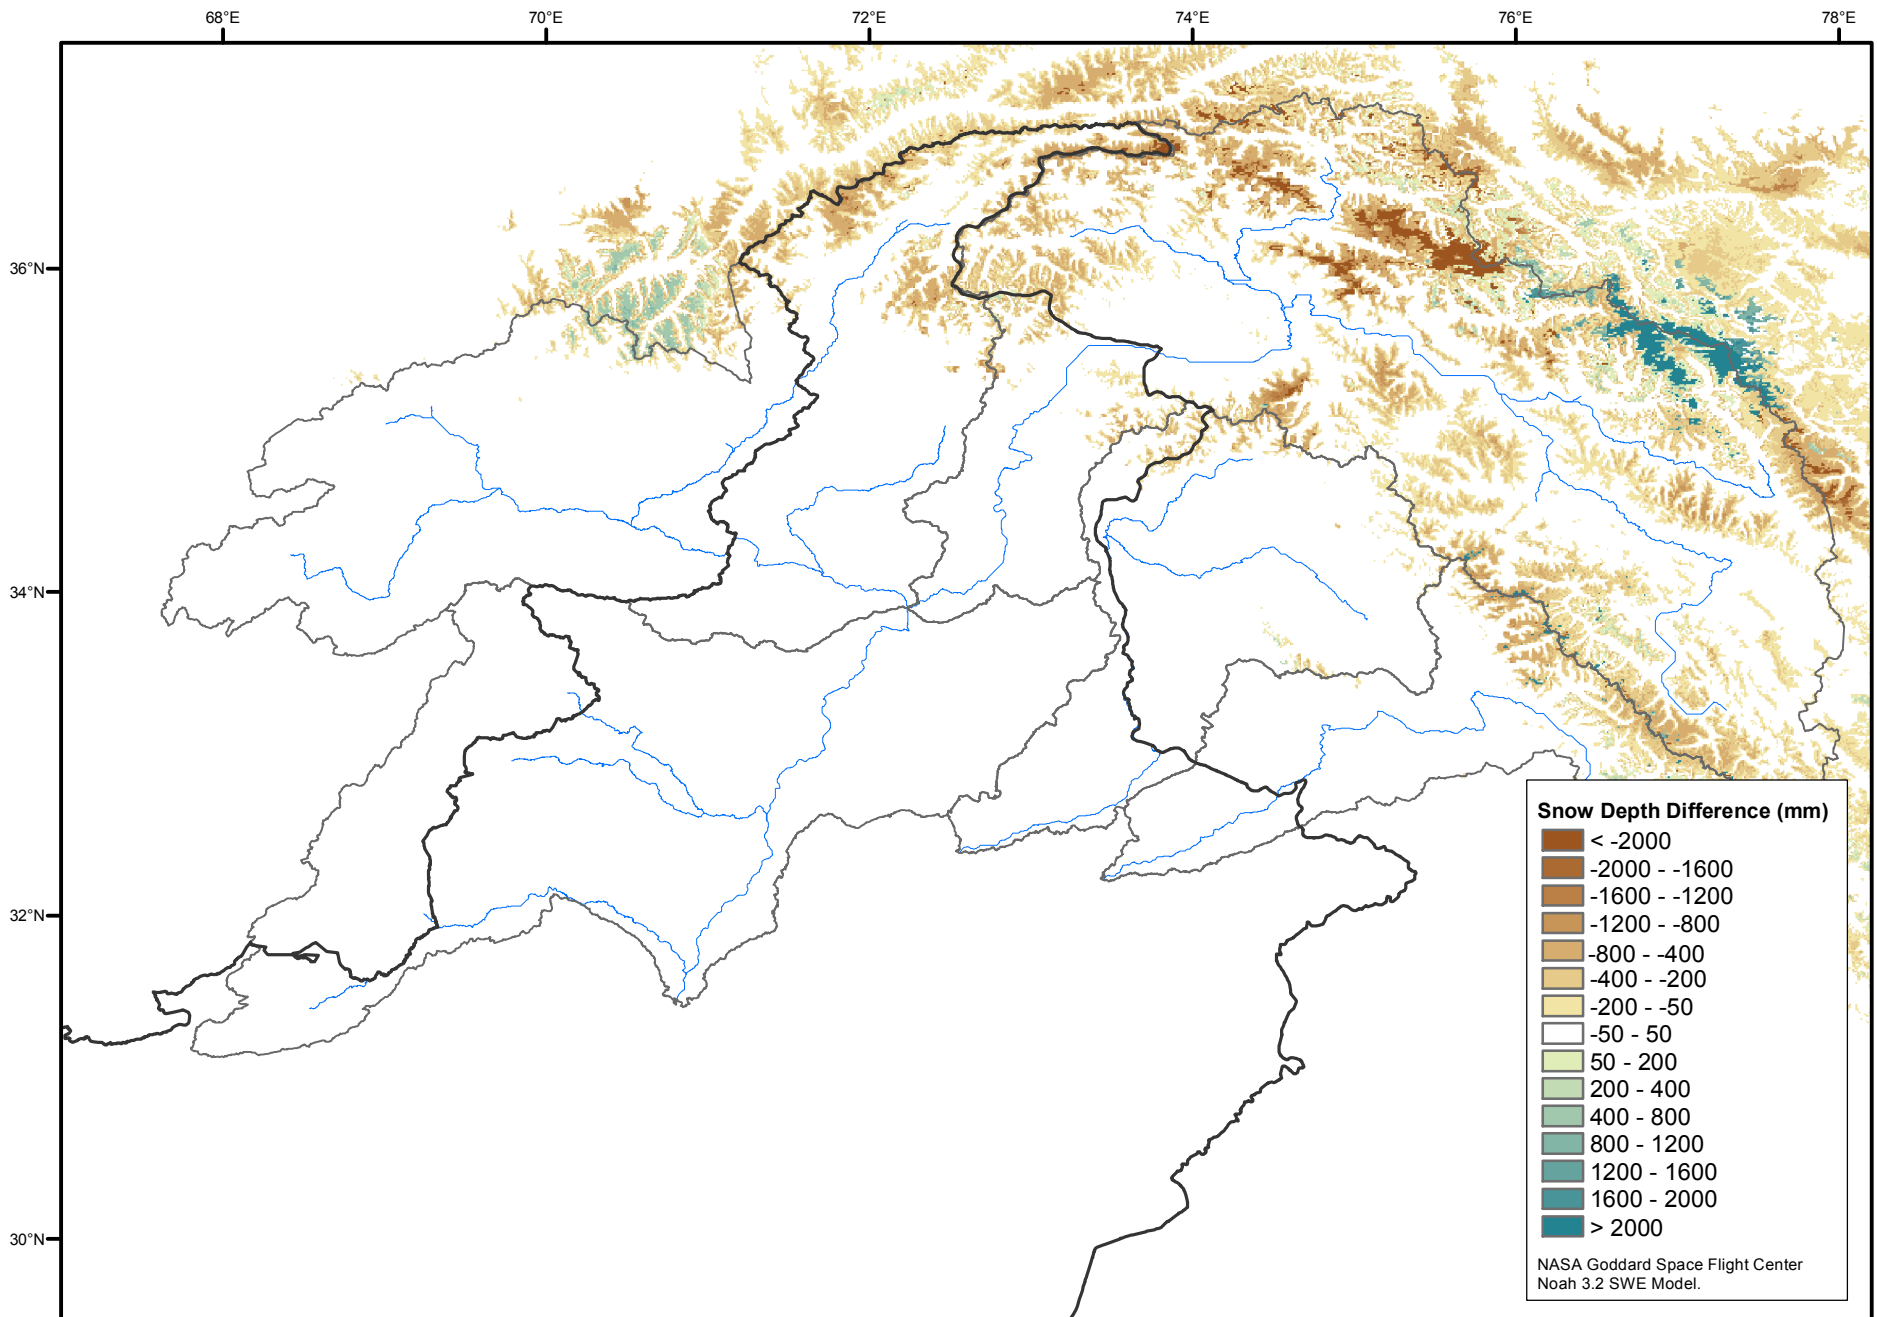 68°E 70°E 72°E 74°E 76°E 78°E
36°N
34°N
32°N
30°N
Snow Depth Difference (mm)
< -2000
-2000 - -1600
-1600 - -1200
-1200 - -800
-800 - -400
-400 - -200
-200 - -50
-50 - 50
50 - 200
200 - 400
400 - 800
800 - 1200
1200 - 1600
1600 - 2000
> 2000
NASA Goddard Space Flight Center
Noah 3.2 SWE Model.